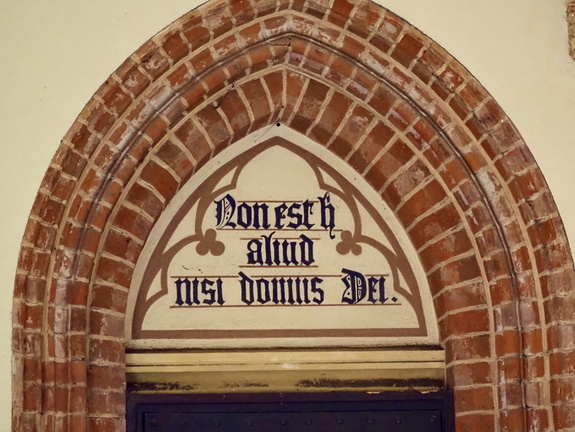 Non est h
aliud
nisi domus Dei.